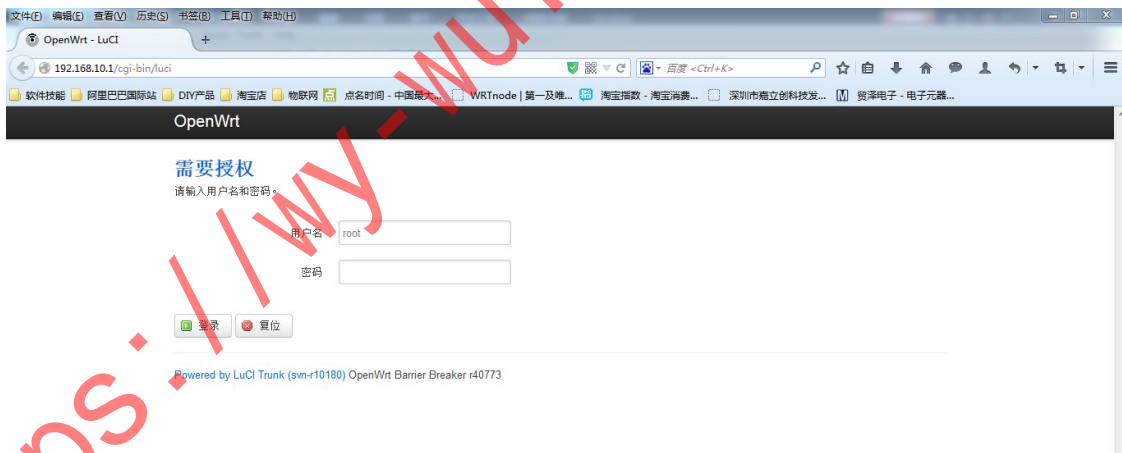 文件(F) 编辑(E) 查看(V) 历史(S) 书签(B) 工具(T) 帮助(H)
OpenWrt - LuCI
192.168.10.1/cgi-bin/luci 百度 <Ctrl+K>
软件技能 阿里巴巴国际站 DIY产品 淘宝店 物联网 点名时间 - 中国最大... WRTnode | 第一及唯... 淘宝指数 - 淘宝消费... 深圳市嘉立创科技发... 贸泽电子 - 电子元器...
OpenWrt
需要授权
请输入用户名和密码。
用户名 root
密码
登录 复位
Powered by LuCI Trunk (svn-r10180) OpenWrt Barrier Breaker r40773
ps://wy-wu